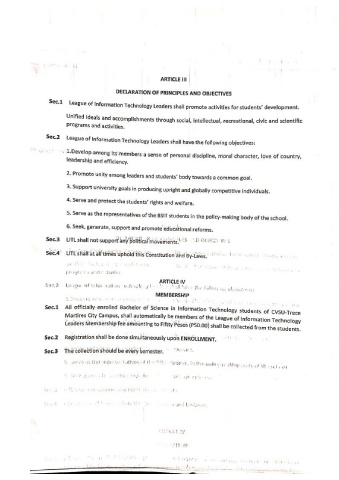 ARTICLE III
DECLARATION OF PRINCIPLES AND OBJECTIVES
Sec.1 League of Information Technology Leaders shall promote activities for students' development.
Unified ideals and accomplishments through social, intellectual, recreational, civic and scientific
programs and activities.
Sec.2 League of Information Technology Leaders shall have the following objectives:
1.Develop among its members a sense of personal discipline, moral character, love of country,
leadership and efficiency.
2. Promote unity among leaders and students' body towards a common goal.
3. Support university goals in producing upright and globally competitive individuals.
4. Serve and protect the students' rights and welfare.
5. Serve as the representatives of the BSIT students in the policy-making body of the school.
6. Seek, generate, support and promote educational reforms.
Sec.3 LITL shall not support any political movements.
Sec.4 LITL shall at all times uphold this Constitution and By-Laws.
ARTICLE IV
MEMBERSHIP
Sec.1 All officially enrolled Bachelor of Science in Information Technology students of CVSU-Trece
Martires City Campus, shall automatically be members of the League of Information Technology
Leaders Membership fee amounting to Fifty Pesos (P50.00) shall be collected from the students.
Sec.2 Registration shall be done simultaneously upon ENROLLMENT.
Sec.3 The collection should be every semester.